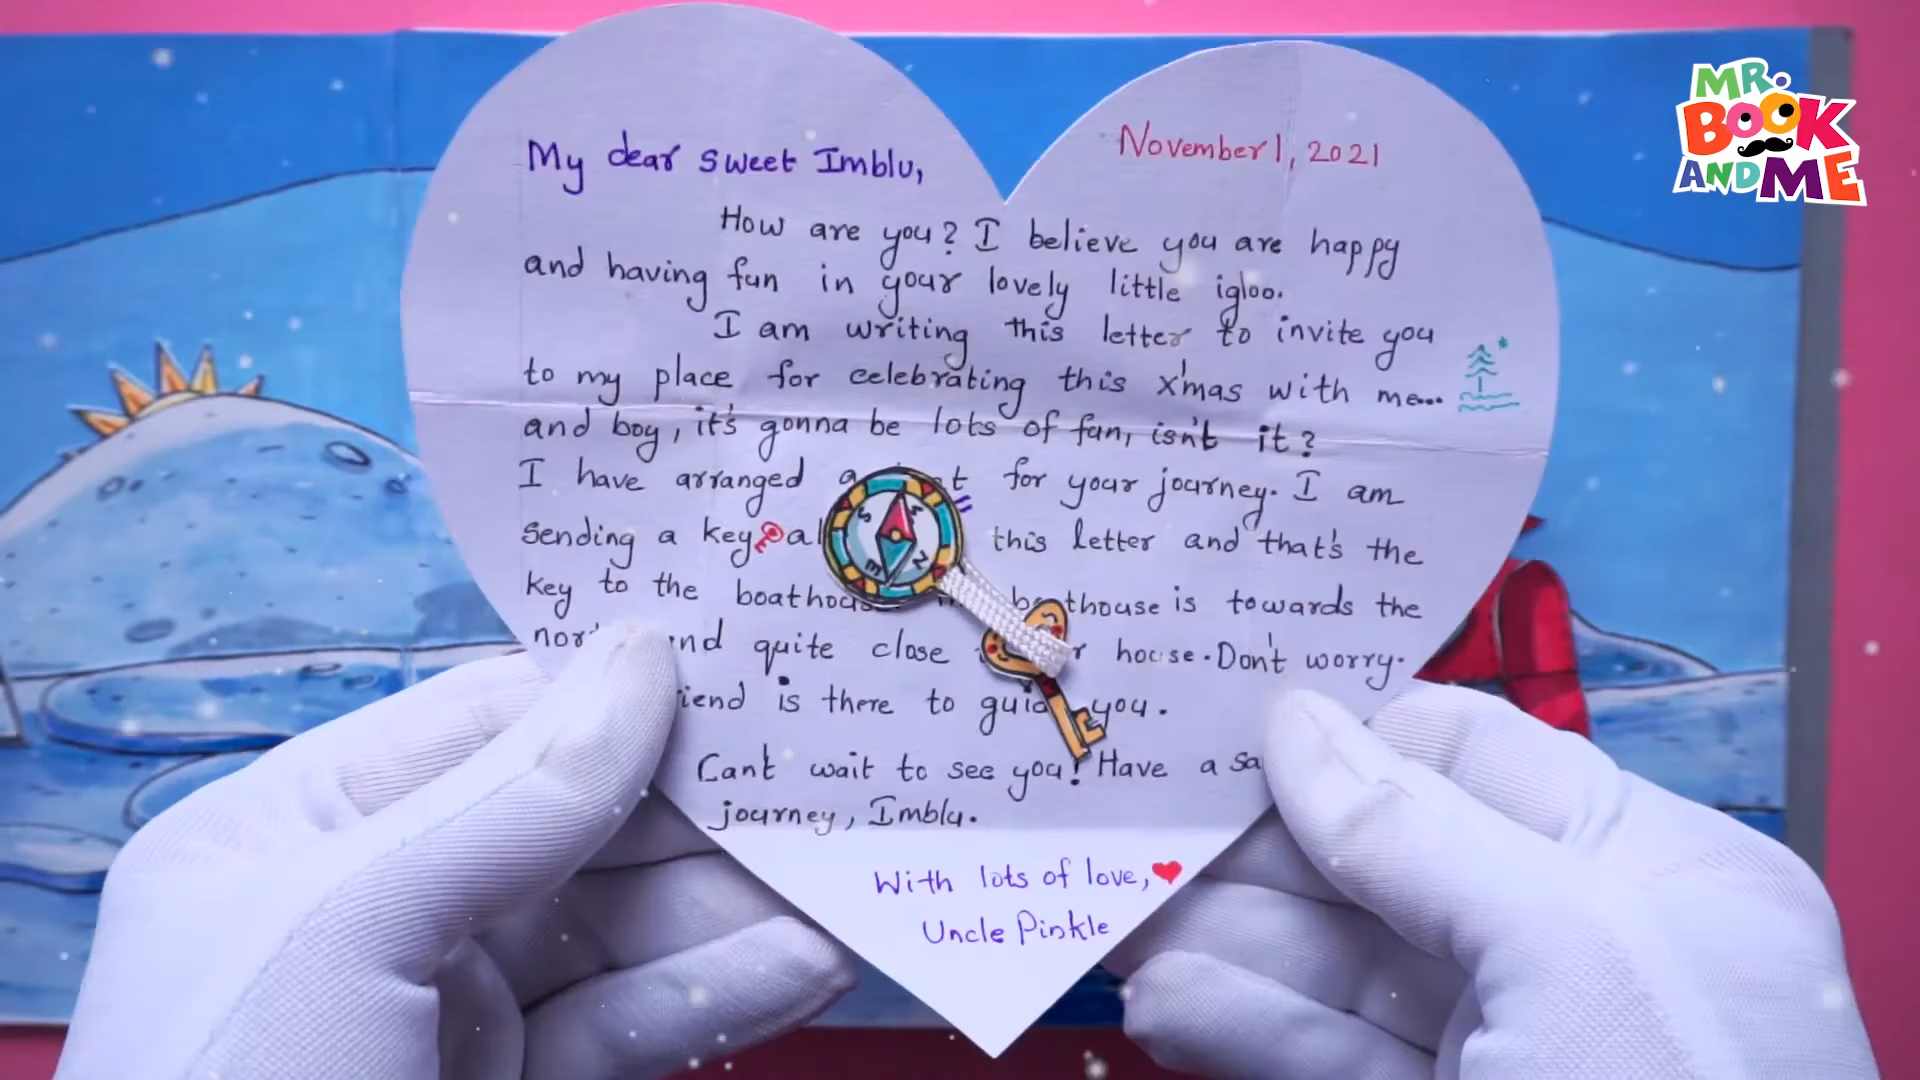 MR.
BOOK
AND ME
November 1, 2021
My dear sweet Imblu,
How are you? I believe you are happy
and having fun in your lovely little igloo.
I am writing this letter to invite you
to my place for celebrating this x'mas with me...
and boy, it's gonna be lots of fun, isn't it?
I have arranged a for your journey. I am
sending a key this letter and that's the
key to the is towards the
and quite close house. Don't worry.
is there to you.
Can't wait to see you! Have a
journey, Imblu.
With lots of love,
Uncle Pinkle
S
N
E